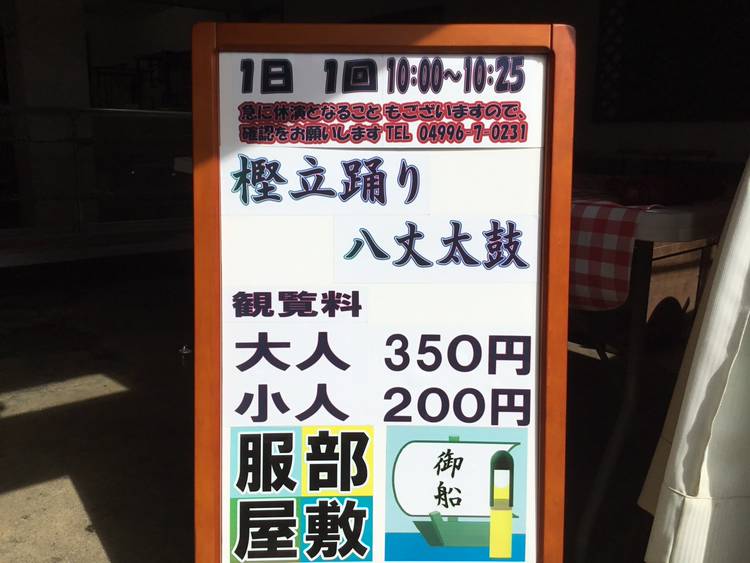 1日 1回 10:00～10:25
急に休演となること もございますので、
確認をお願いします TEL 04996-7-0231
樫立踊り
八丈太鼓
観覧料
大人 350円
小人 200円
服部
屋敷
御船